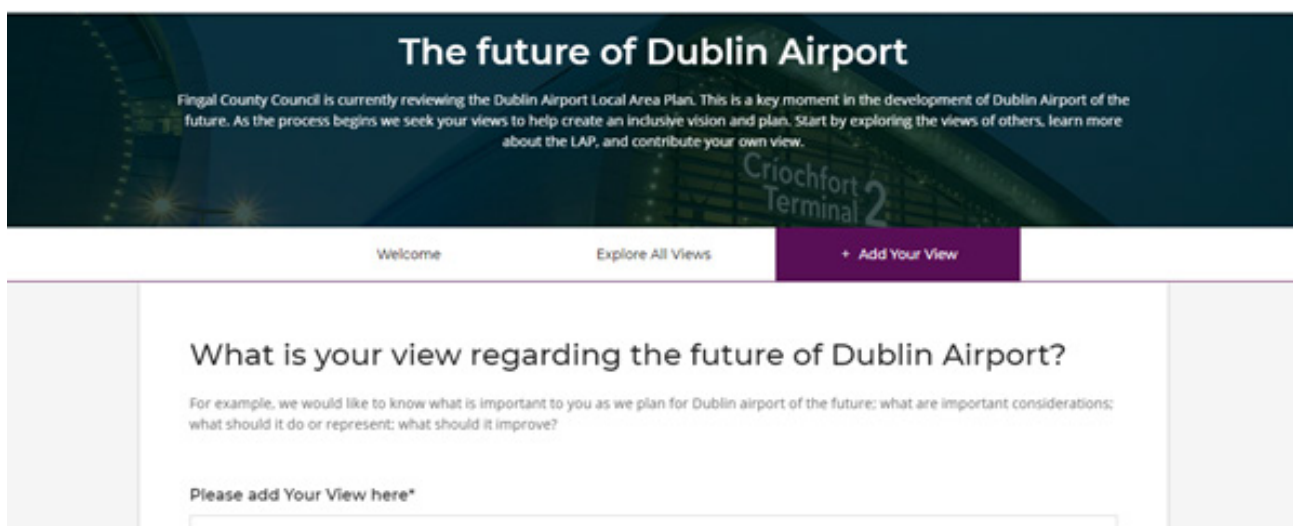 The future of Dublin Airport
Fingal County Council is currently reviewing the Dublin Airport Local Area Plan. This is a key moment in the development of Dublin Airport of the
future. As the process begins we seek your views to help create an inclusive vision and plan. Start by exploring the views of others, learn more
about the LAP, and contribute your own view.
Críochfort
Terminal 2
Welcome
Explore All Views
+ Add Your View
What is your view regarding the future of Dublin Airport?
For example, we would like to know what is important to you as we plan for Dublin airport of the future; what are important considerations;
what should it do or represent; what should it improve?
Please add Your View here*